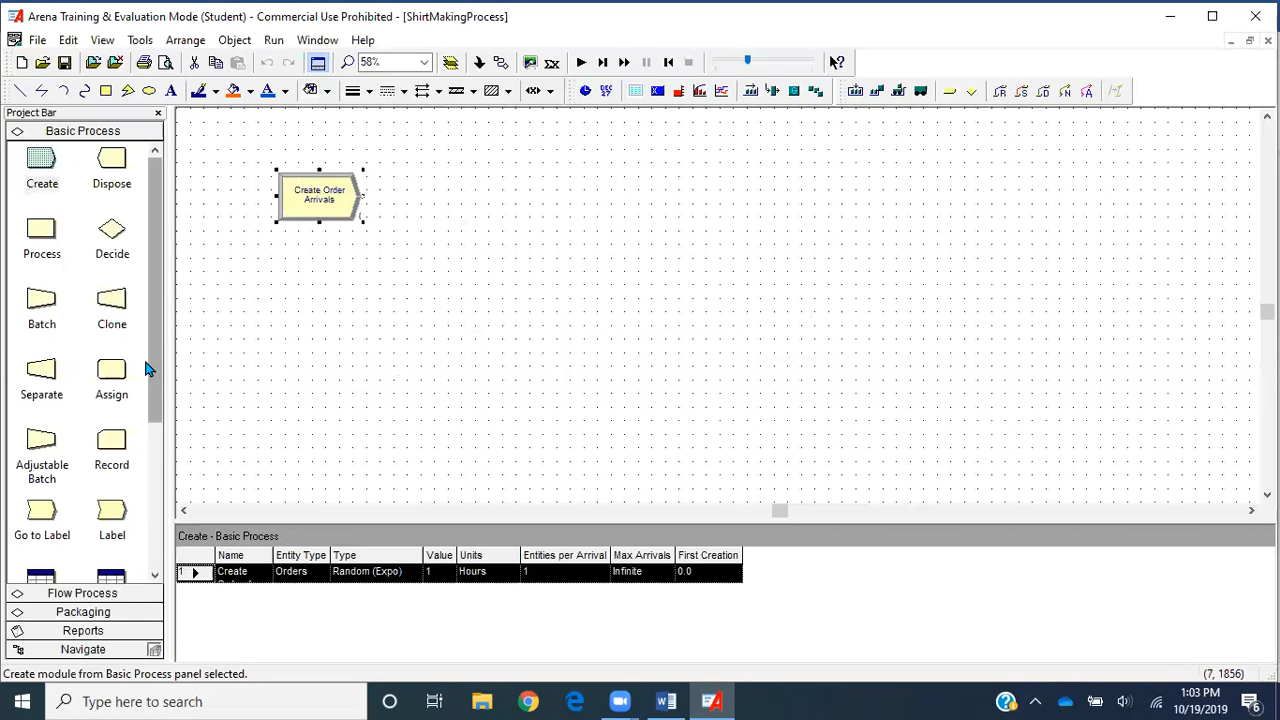 Arena Training & Evaluation Mode (Student) - Commercial Use Prohibited - [ShirtMakingProcess]
File Edit View Tools Arrange Object Run Window Help
58%
Project Bar
Basic Process
Create Dispose
Process Decide
Batch Clone
Separate Assign
Adjustable Record
Batch
Go to Label Label
Flow Process
Packaging
Reports
Navigate
Create Order
Arrivals
Create - Basic Process
Name Entity Type Type Value Units Entities per Arrival Max Arrivals First Creation
1 Create Orders Random (Expo) 1 Hours 1 Infinite 0.0
Create module from Basic Process panel selected.
(7, 1856)
Type here to search
1:03 PM
10/19/2019
6